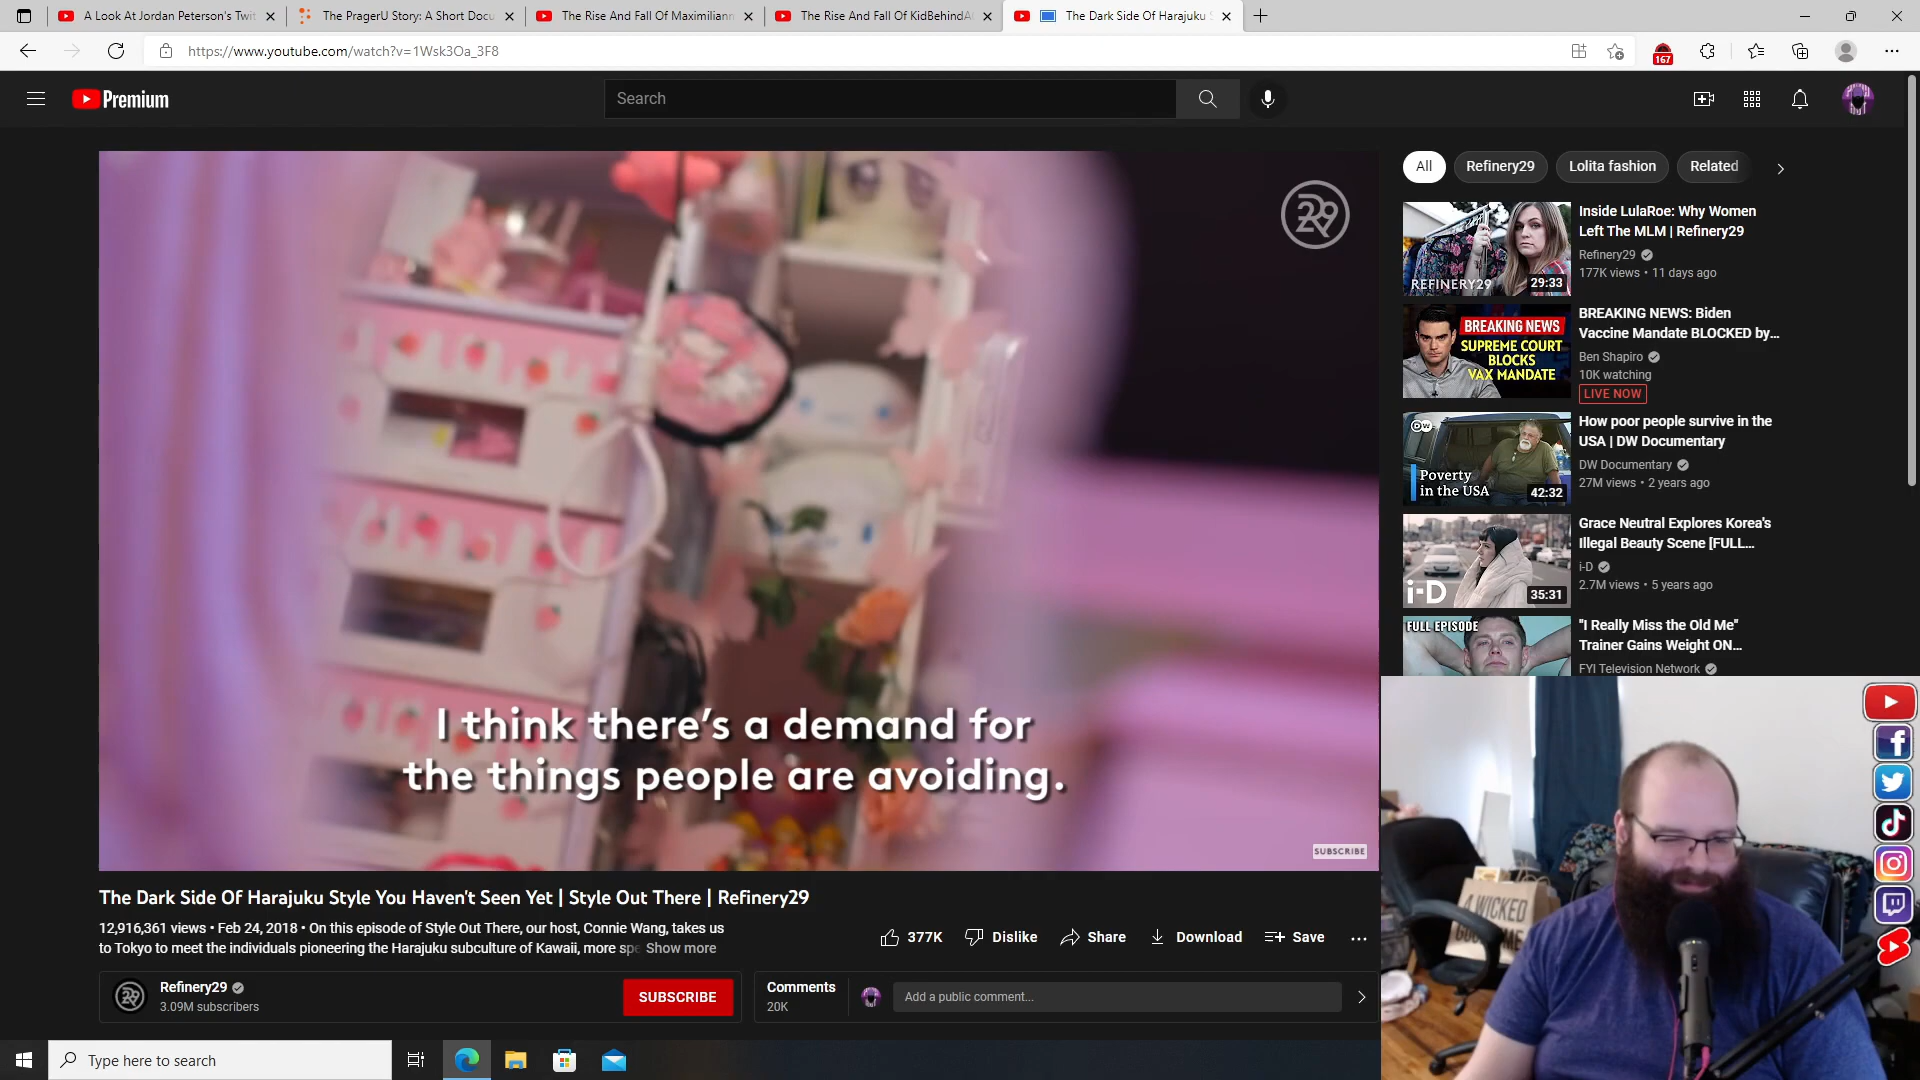 A Look At Jordan Peterson's Twit
The PragerU Story: A Short Docu
The Rise And Fall Of Maximilian
The Rise And Fall Of KidBehindA
The Dark Side Of Harajuku S
https://www.youtube.com/watch?v=1Wsk3Oa_3F8
167
Premium
Search
R29
I think there's a demand for
the things people are avoiding.
SUBSCRIBE
The Dark Side Of Harajuku Style You Haven't Seen Yet | Style Out There | Refinery29
12,916,361 views • Feb 24, 2018 • On this episode of Style Out There, our host, Connie Wang, takes us
to Tokyo to meet the individuals pioneering the Harajuku subculture of Kawaii, more spe Show more
377K Dislike Share Download Save
Refinery29
3.09M subscribers
SUBSCRIBE
Comments
20K
Add a public comment...
All Refinery29 Lolita fashion Related
REFINERY29
29:33
Inside LulaRoe: Why Women
Left The MLM | Refinery29
Refinery29
177K views • 11 days ago
BREAKING NEWS
SUPREME COURT
BLOCKS
VAX MANDATE
BREAKING NEWS: Biden
Vaccine Mandate BLOCKED by...
Ben Shapiro
10K watching
LIVE NOW
DW
Poverty
in the USA
42:32
How poor people survive in the
USA | DW Documentary
DW Documentary
27M views • 2 years ago
i-D
35:31
Grace Neutral Explores Korea's
Illegal Beauty Scene [FULL...
i-D
2.7M views • 5 years ago
FULL EPISODE
"I Really Miss the Old Me"
Trainer Gains Weight ON...
FYI Television Network
A WICKED
Type here to search